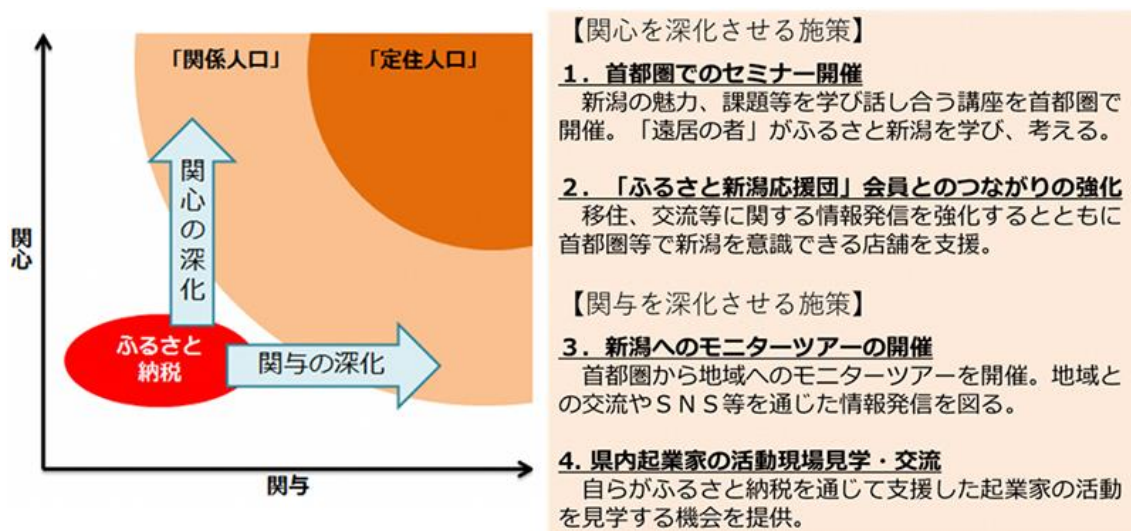 「関係人口」
「定住人口」
関心の深化
関心
ふるさと
納税
関与の深化
関与
【関心を深化させる施策】
１．首都圏でのセミナー開催
新潟の魅力、課題等を学び話し合う講座を首都圏で
開催。「遠居の者」がふるさと新潟を学び、考える。
２．「ふるさと新潟応援団」会員とのつながりの強化
移住、交流等に関する情報発信を強化するとともに
首都圏等で新潟を意識できる店舗を支援。
【関与を深化させる施策】
３．新潟へのモニターツアーの開催
首都圏から地域へのモニターツアーを開催。地域と
の交流やＳＮＳ等を通じた情報発信を図る。
4. 県内起業家の活動現場見学・交流
自らがふるさと納税を通じて支援した起業家の活動
を見学する機会を提供。